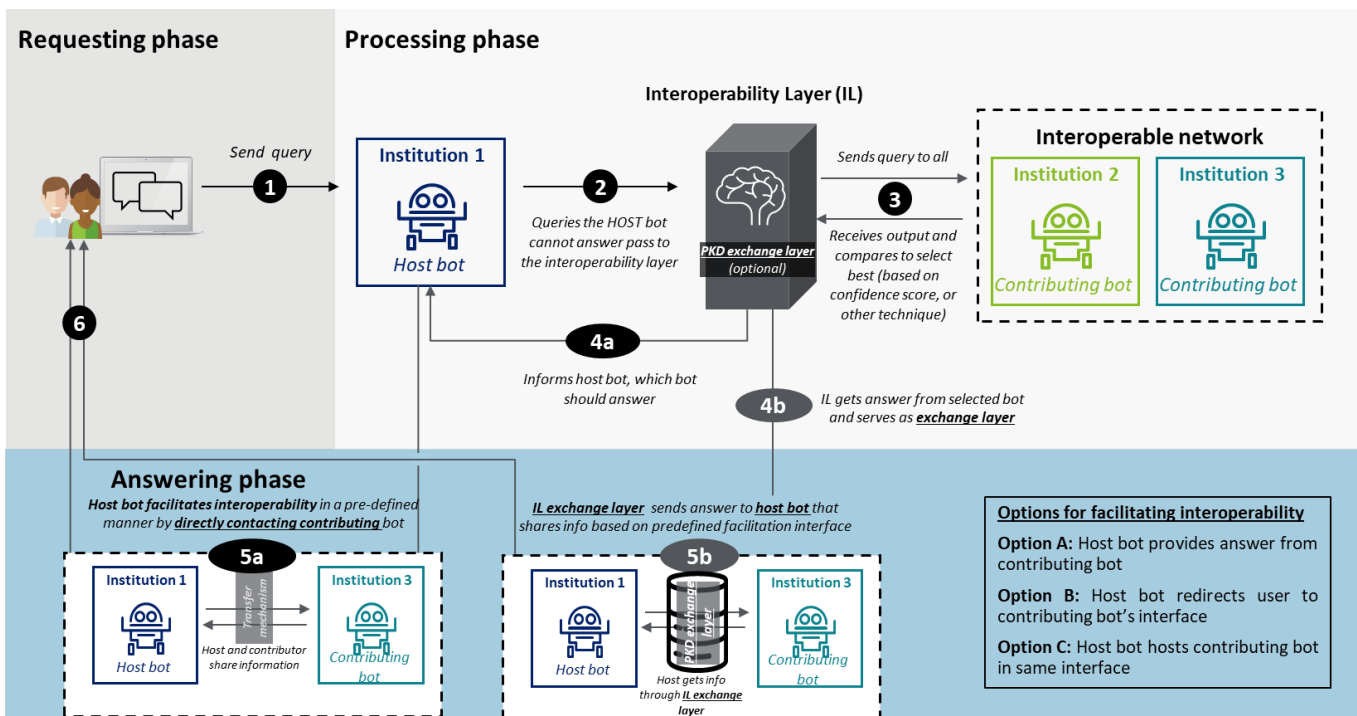 Requesting phase
Processing phase
Interoperability Layer (IL)
Send query
1
Institution 1
Host bot
2
Queries the HOST bot
cannot answer pass to
the interoperability layer
PKD exchange layer
(optional)
Sends query to all
3
Receives output and
compares to select
best (based on
confidence score, or
other technique)
Interoperable network
Institution 2
Contributing bot
Institution 3
Contributing bot
6
4a
Informs host bot, which bot
should answer
4b
IL gets answer from selected bot
and serves as exchange layer
Answering phase
Host bot facilitates interoperability in a pre-defined
manner by directly contacting contributing bot
5a
Institution 1
Host bot
Transfer
mechanism
Host and contributor
share information
Institution 3
Contributing
bot
IL exchange layer sends answer to host bot that
shares info based on predefined facilitation interface
5b
Institution 1
Host bot
PKD exchange
layer
Host gets info
through IL exchange
layer
Institution 3
Contributing
bot
Options for facilitating interoperability
Option A: Host bot provides answer from
contributing bot
Option B: Host bot redirects user to
contributing bot's interface
Option C: Host bot hosts contributing bot
in same interface